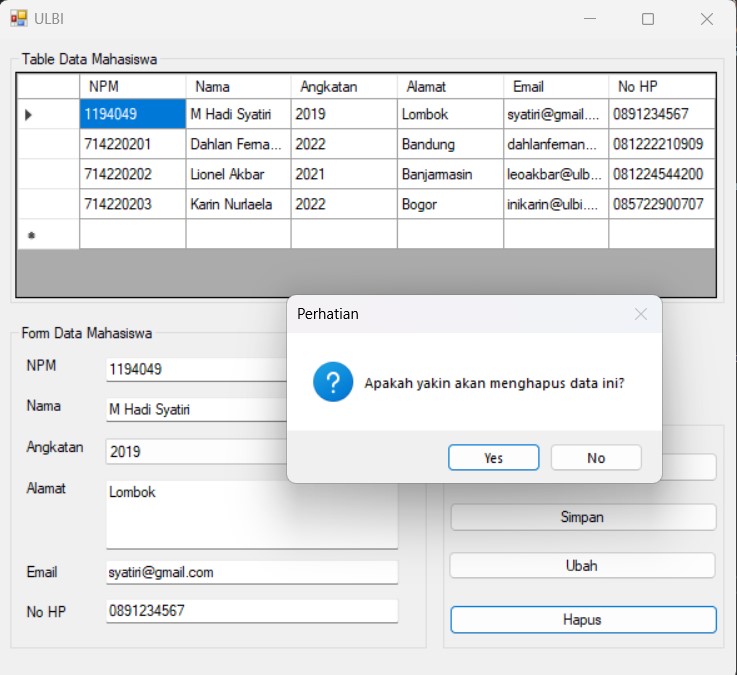 ULBI
Table Data Mahasiswa
NPM Nama Angkatan Alamat Email No HP
1194049 M Hadi Syatiri 2019 Lombok syatiri@gmail.... 0891234567
714220201 Dahlan Ferna... 2022 Bandung dahlanfernan... 081222210909
714220202 Lionel Akbar 2021 Banjarmasin leoakbar@ulb... 081224544200
714220203 Karin Nurlaela 2022 Bogor inikarin@ulbi.... 085722900707
Perhatian
Apakah yakin akan menghapus data ini?
Yes No
Form Data Mahasiswa
NPM 1194049
Nama M Hadi Syatiri
Angkatan 2019
Alamat Lombok
Email syatiri@gmail.com
No HP 0891234567
Simpan
Ubah
Hapus